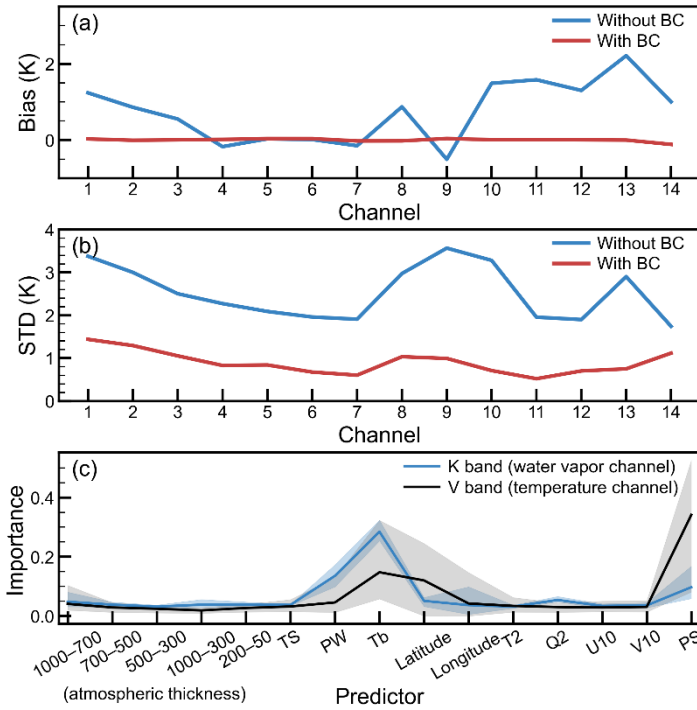 (a)
Without BC
With BC
Bias (K)
2
0
1 2 3 4 5 6 7 8 9 10 11 12 13 14
Channel
(b)
Without BC
With BC
STD (K)
4
3
2
1
0
1 2 3 4 5 6 7 8 9 10 11 12 13 14
Channel
(c)
K band (water vapor channel)
V band (temperature channel)
Importance
0.4
0.2
0.0
1000–700 700–500 500–300 1000–300 200–50 TS PW Tb Latitude Longitude T2 Q2 U10 V10 PS
(atmospheric thickness)
Predictor